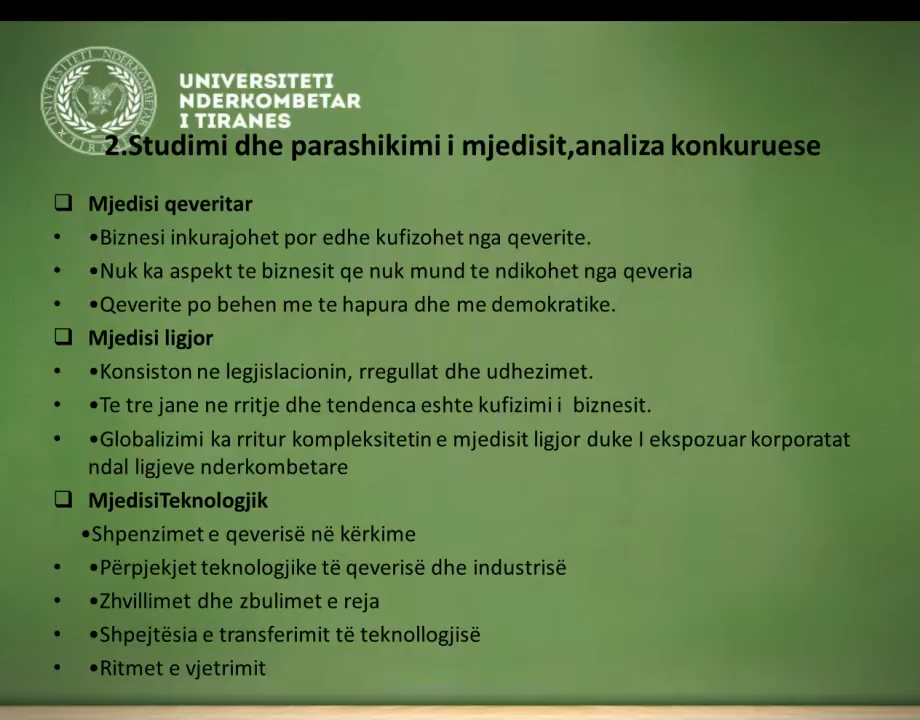 UNIVERSITETI NDERKOMBETAR
TIRA
UNIVERSITETI
NDERKOMBETAR
I TIRANES
2.Studimi dhe parashikimi i mjedisit,analiza konkuruese
❑ Mjedisi qeveritar
• •Biznesi inkurajohet por edhe kufizohet nga qeverite.
• •Nuk ka aspekt te biznesit qe nuk mund te ndikohet nga qeveria
• •Qeverite po behen me te hapura dhe me demokratike.
❑ Mjedisi ligjor
• •Konsiston ne legjislacionin, rregullat dhe udhezimet.
• •Te tre jane ne rritje dhe tendenca eshte kufizimi i  biznesit.
• •Globalizimi ka rritur kompleksitetin e mjedisit ligjor duke I ekspozuar korporatat
ndal ligjeve nderkombetare
❑ MjedisiTeknologjik
•Shpenzimet e qeverisë në kërkime
• •Përpjekjet teknologjike të qeverisë dhe industrisë
• •Zhvillimet dhe zbulimet e reja
• •Shpejtësia e transferimit të teknollogjisë
• •Ritmet e vjetrimit